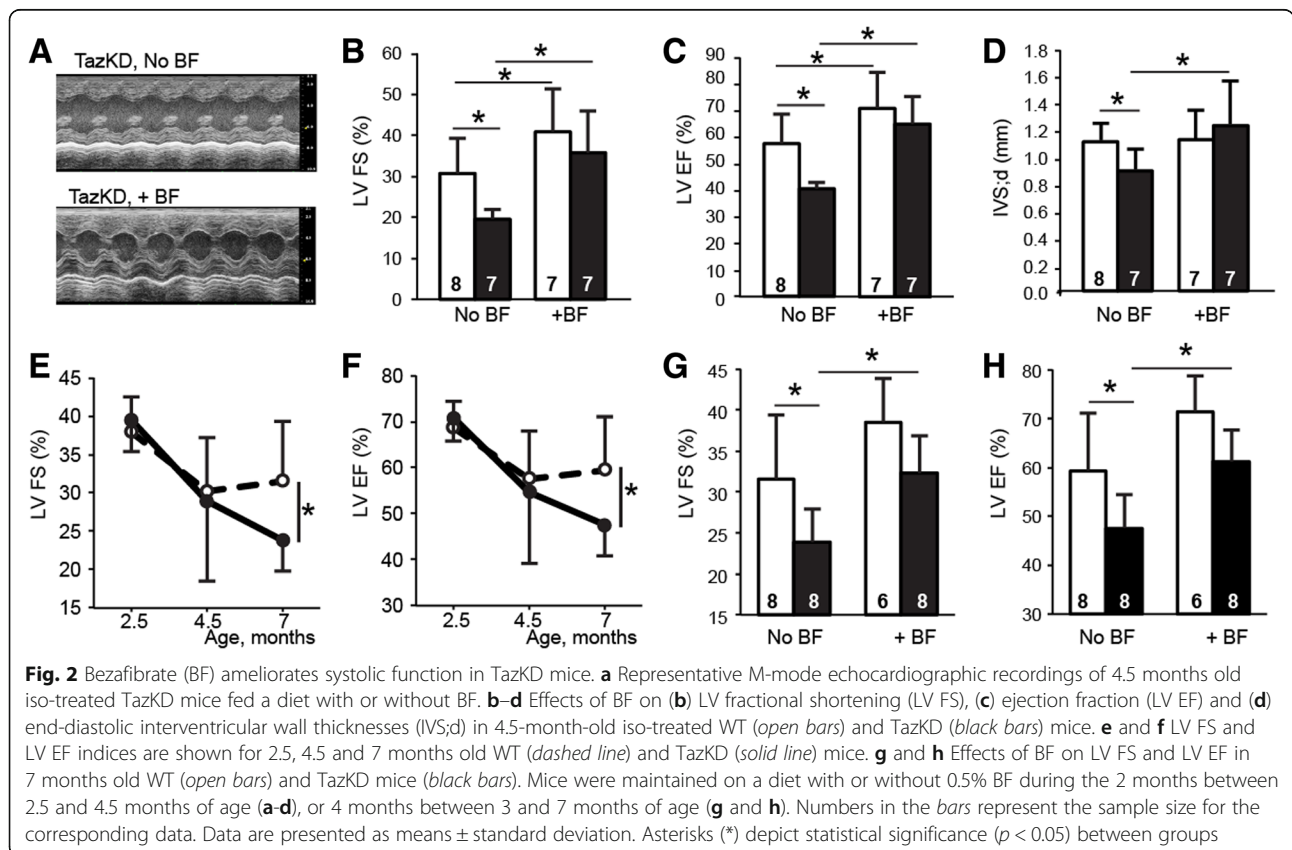 A
TazKD, No BF
TazKD, + BF
B
LV FS (%)
60
50
40
30
20
10
0
*
*
*
8
7
7
7
No BF
+BF
C
LV EF (%)
90
80
70
60
50
40
30
20
10
0
*
*
*
8
7
7
7
No BF
+BF
D
IVS;d (mm)
1.8
1.6
1.4
1.2
1.0
0.8
0.6
0.4
0.2
0.0
*
*
8
7
7
7
No BF
+BF
E
LV FS (%)
45
40
35
30
25
20
15
*
2.5
4.5
7
Age, months
F
LV EF (%)
80
70
60
50
40
30
*
2.5
4.5
7
Age, months
G
LV FS (%)
45
40
35
30
25
20
15
*
*
8
8
6
8
No BF
+ BF
H
LV EF (%)
80
70
60
50
40
30
*
*
8
8
6
8
No BF
+ BF
Fig. 2 Bezafibrate (BF) ameliorates systolic function in TazKD mice. a Representative M-mode echocardiographic recordings of 4.5 months old
iso-treated TazKD mice fed a diet with or without BF. b–d Effects of BF on (b) LV fractional shortening (LV FS), (c) ejection fraction (LV EF) and (d)
end-diastolic interventricular wall thicknesses (IVS;d) in 4.5-month-old iso-treated WT (open bars) and TazKD (black bars) mice. e and f LV FS and
LV EF indices are shown for 2.5, 4.5 and 7 months old WT (dashed line) and TazKD (solid line) mice. g and h Effects of BF on LV FS and LV EF in
7 months old WT (open bars) and TazKD mice (black bars). Mice were maintained on a diet with or without 0.5% BF during the 2 months between
2.5 and 4.5 months of age (a-d), or 4 months between 3 and 7 months of age (g and h). Numbers in the bars represent the sample size for the
corresponding data. Data are presented as means ± standard deviation. Asterisks (*) depict statistical significance (p < 0.05) between groups